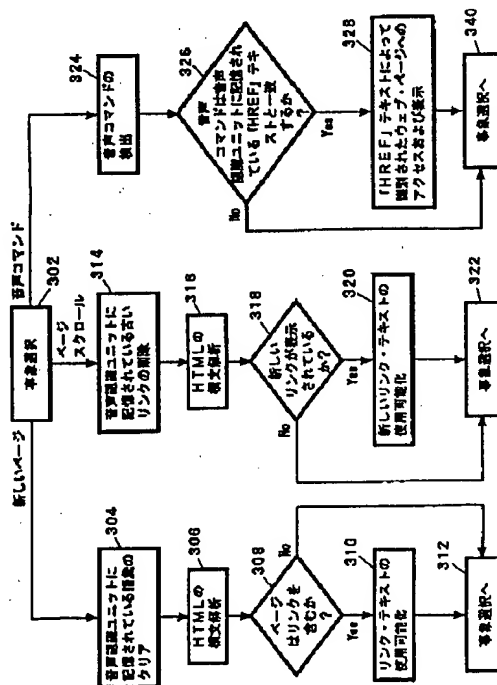 302
事象選択
新しいページ
ページ
スクロール
音声コマンド
304
音声認識ユニットに
記憶されている
クリア
306
HTMLの
構文解析
308
ページ
はリンクを
含むか
?
No
Yes
310
リンク・テキストの
使用可能化
312
事象選択へ
314
音声認識ユニットに
記憶されている古い
リンクの削除
316
HTMLの
構文解析
318
新しい
リンクが表示
されている
か?
No
Yes
320
新しいリンク・テキストの
使用可能化
322
事象選択へ
324
音声コマンドの
検出
326
音声
コマンドは音声
認識ユニットに記憶され
ている「HREF」テキ
ストと一致
するか
?
No
Yes
328
「HREF」テキストによって
識別されたウェブ・ページへの
アクセスおよび表示
340
事象選択へ